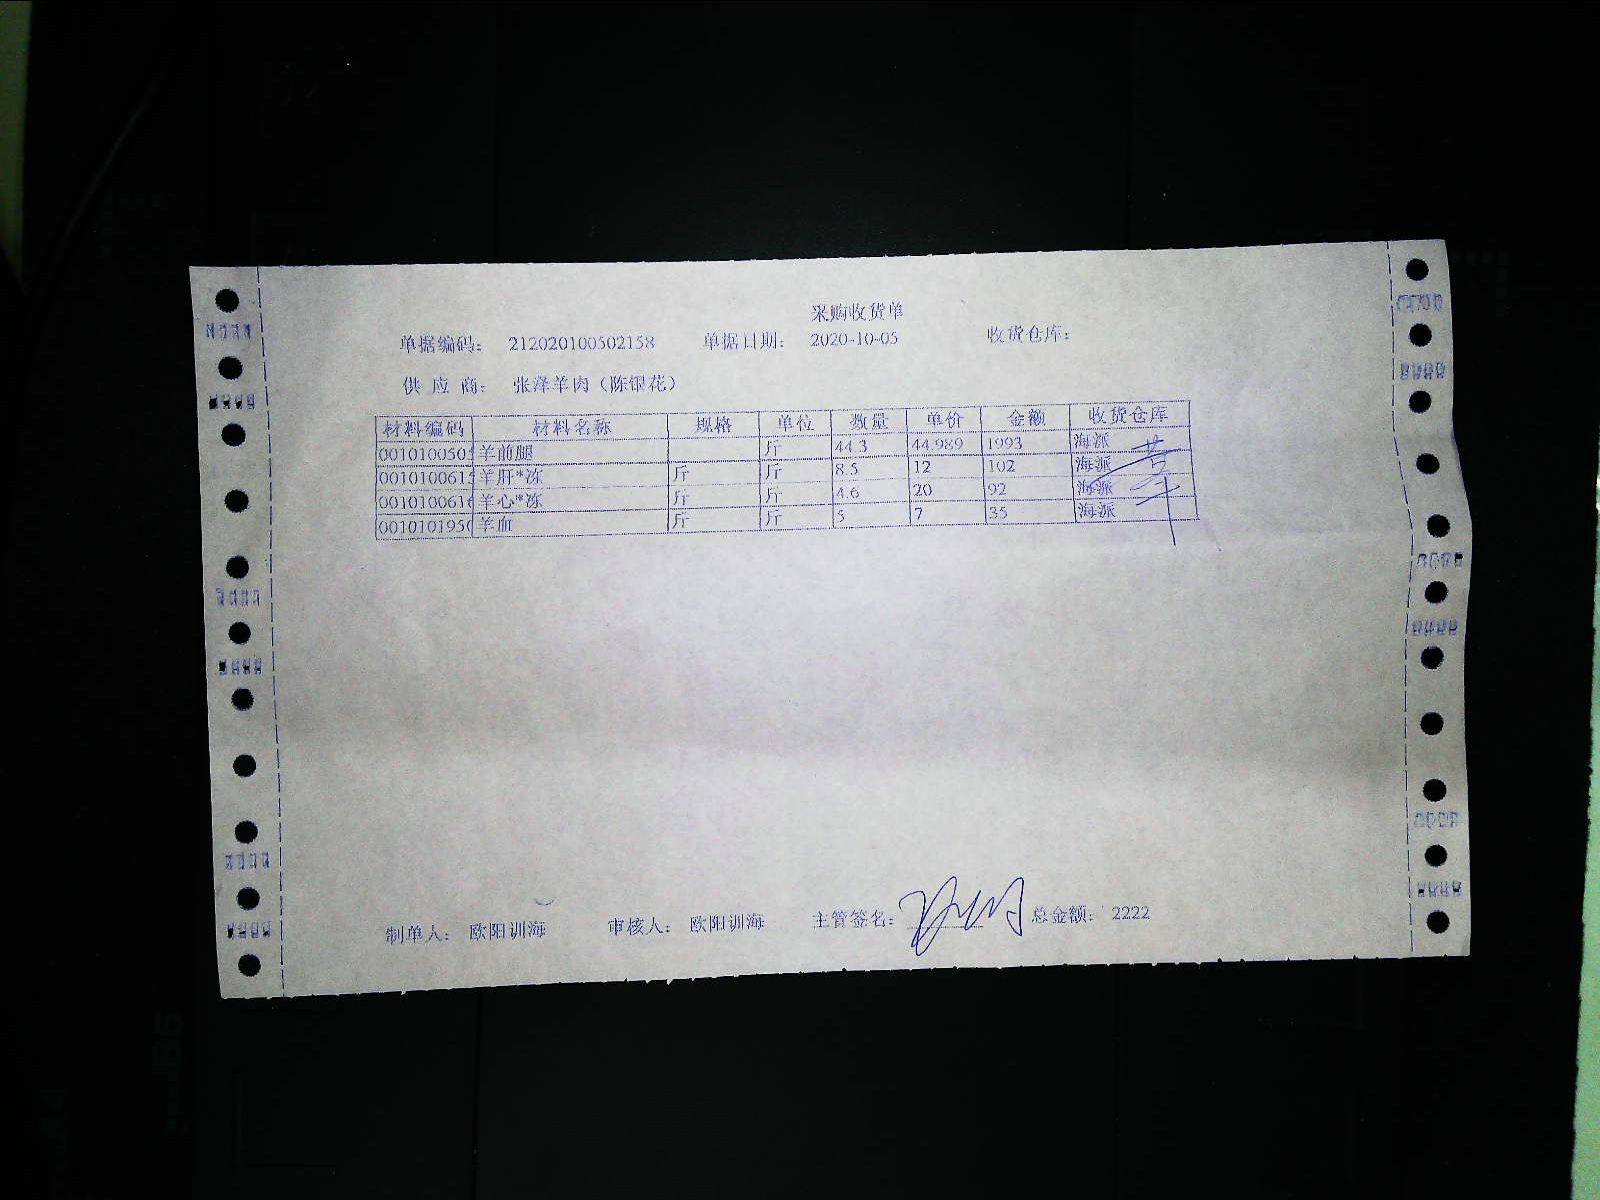 采购收货单
单据编码: 212020100502158 单据日期: 2020-10-05 收货仓库:
供应商: 张泽羊肉（陈银花）
材料编码 材料名称 规格 单位 数量 单价 金额 收货仓库
0010100505 羊前腿 斤 44.3 44.989 1993 海派
0010100615 羊肝*冻 斤 斤 8.5 12 102 海派
001010061 羊心*冻 斤 斤 4.6 20 92 海派
001010195 羊血 斤 斤 5 7 35 海派
制单人: 欧阳训海 审核人: 欧阳训海 主管签名: 总金额: 2222